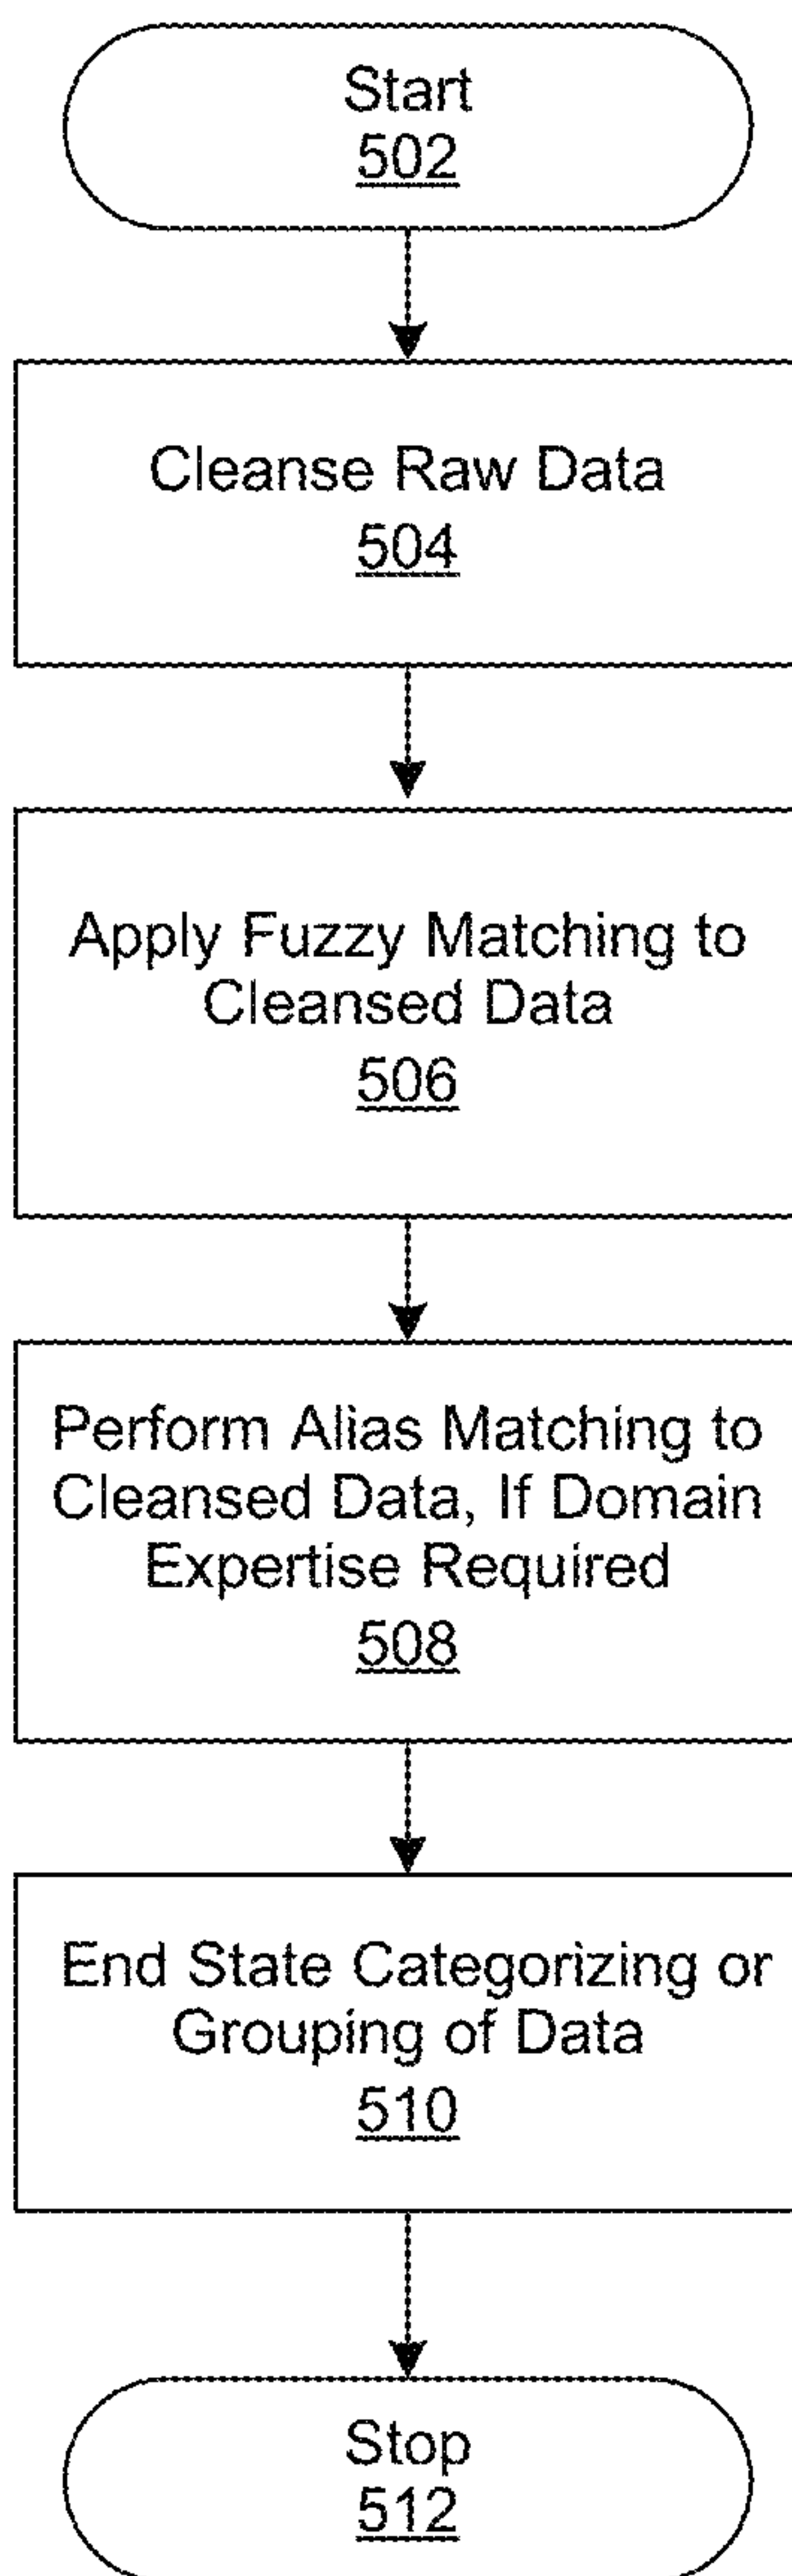 Start
502
Cleanse Raw Data
504
Apply Fuzzy Matching to
Cleansed Data
506
Perform Alias Matching to
Cleansed Data, If Domain
Expertise Required
508
End State Categorizing or
Grouping of Data
510
Stop
512